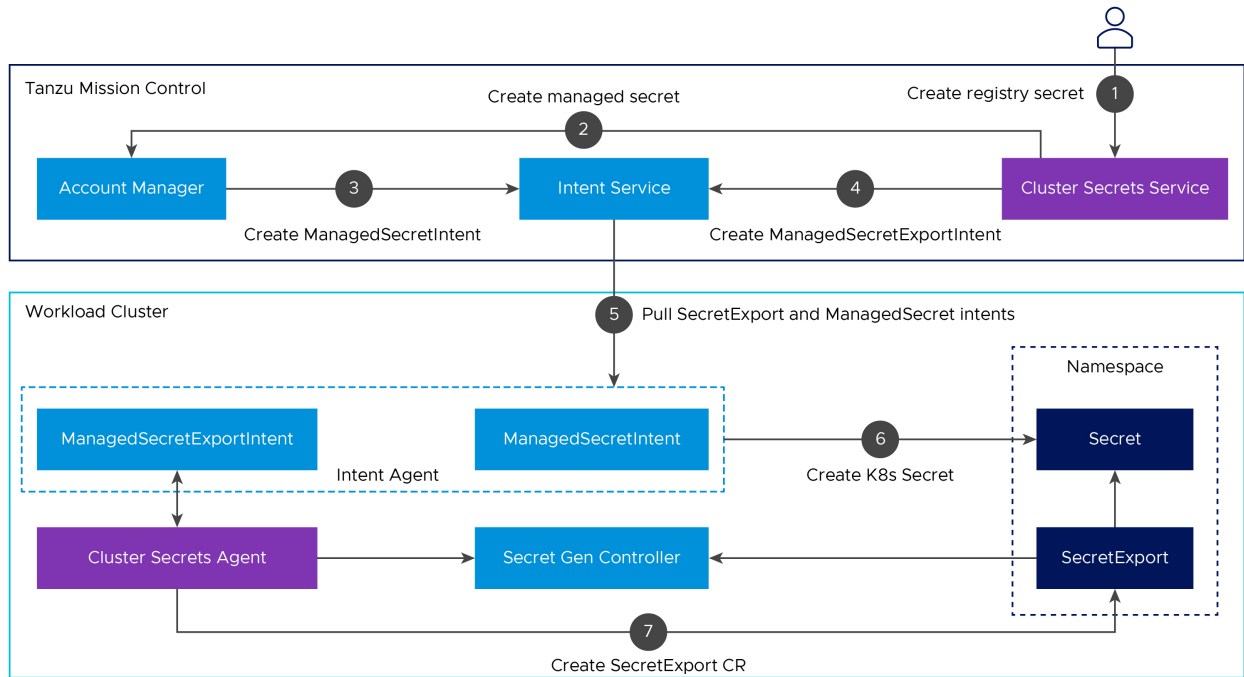 Tanzu Mission Control
Create managed secret
Create registry secret
1
2
Account Manager
3
Intent Service
4
Cluster Secrets Service
Create ManagedSecretIntent
Create ManagedSecretExportIntent
Workload Cluster
5
Pull SecretExport and ManagedSecret intents
Namespace
ManagedSecretExportIntent
ManagedSecretIntent
6
Secret
Intent Agent
Create K8s Secret
Cluster Secrets Agent
Secret Gen Controller
SecretExport
7
Create SecretExport CR